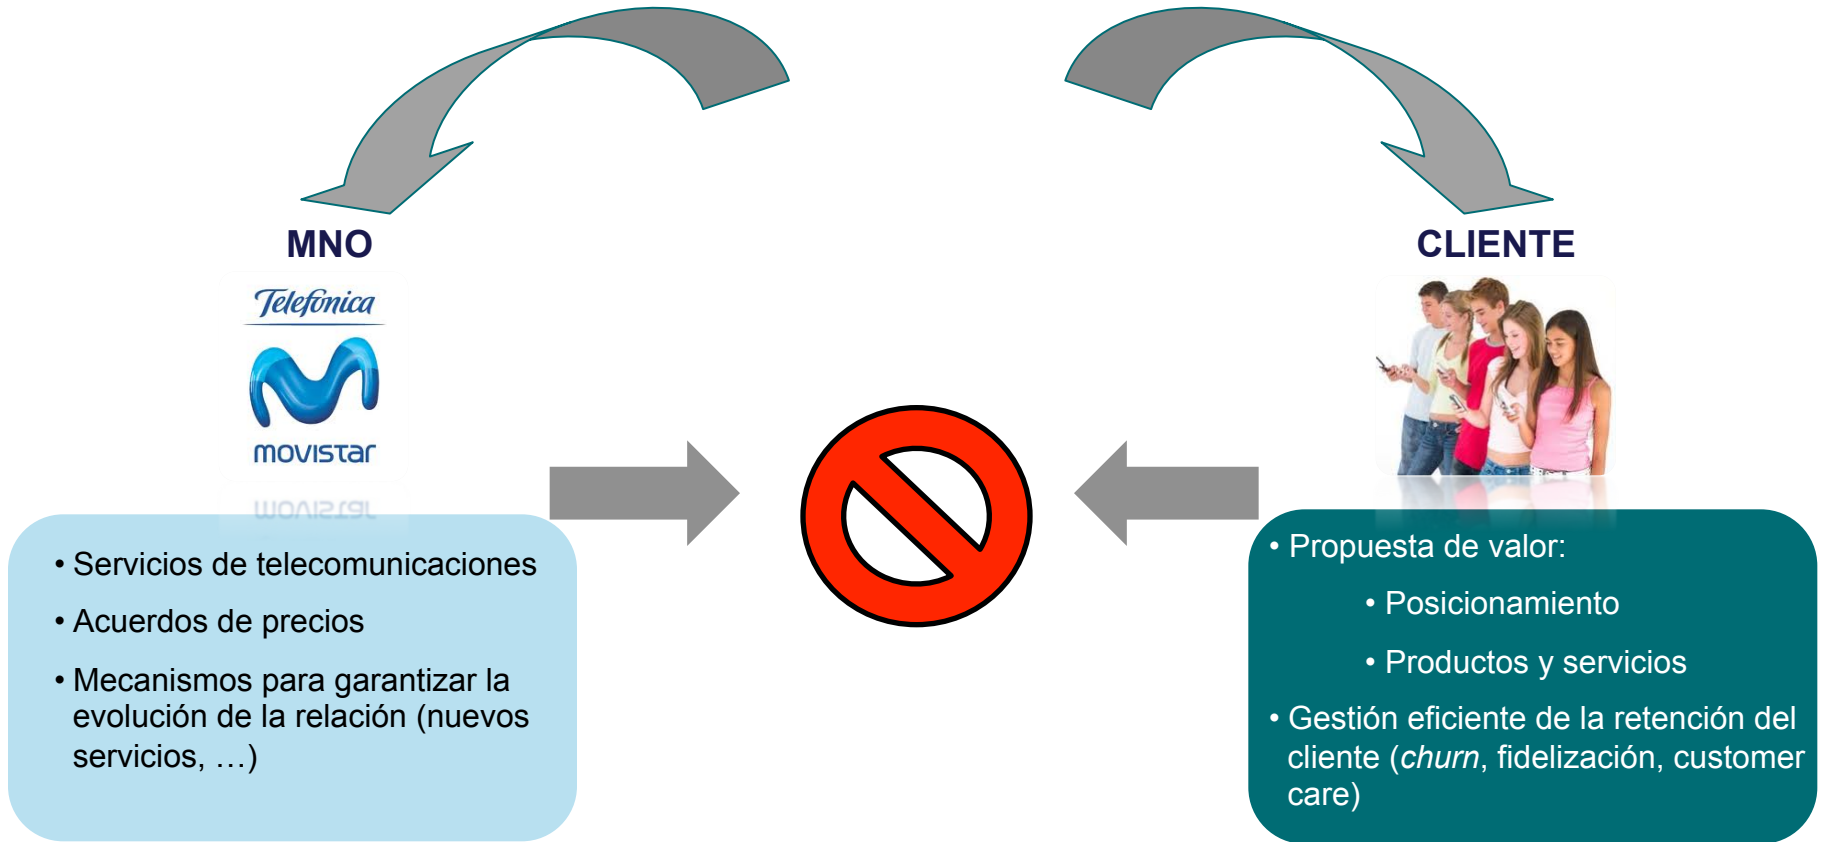 MNO
CLIENTE
Telefónica
movistar
• Servicios de telecomunicaciones
• Acuerdos de precios
• Mecanismos para garantizar la
evolución de la relación (nuevos
servicios, …)
• Propuesta de valor:
• Posicionamiento
• Productos y servicios
• Gestión eficiente de la retención del
cliente (churn, fidelización, customer
care)